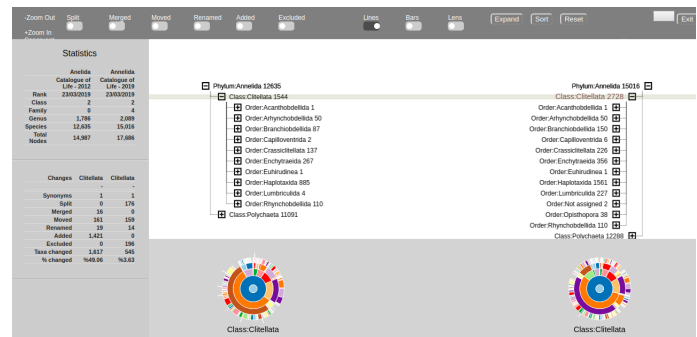 -Zoom Out Split Merged Moved Renamed Added Excluded Lines Bars Lens Expand Sort Reset Exit
+Zoom In
Statistics
Anelida Annelida
Catalogue of Life - 2012 Catalogue of Life - 2019
Rank 23/03/2019 23/03/2019
Class 2 2
Family 0 4
Genus 1,786 2,089
Species 12,635 15,016
Total Nodes 14,987 17,686
Changes Clitellata Clitellata
- -
Synonyms 1 1
Split 0 176
Merged 16 0
Moved 161 159
Renamed 19 14
Added 1,421 0
Excluded 0 196
Taxa changed 1,617 545
% changed %49.06 %3.63
Phylum:Annelida 12635
Class:Clitellata 1544
Order:Acanthobdellida 1
Order:Arhynchobdellida 50
Order:Branchiobdellida 87
Order:Capilloventrida 2
Order:Crassiclitellata 137
Order:Enchytraeida 267
Order:Euhirudinea 1
Order:Haplotaxida 885
Order:Lumbriculida 4
Order:Rhynchobdellida 110
Class:Polychaeta 11091
Phylum:Annelida 15016
Class:Clitellata 2728
Order:Acanthobdellida 1
Order:Arhynchobdellida 50
Order:Branchiobdellida 150
Order:Capilloventrida 6
Order:Crassiclitellata 226
Order:Enchytraeida 356
Order:Euhirudinea 1
Order:Haplotaxida 1561
Order:Lumbriculida 227
Order:Not assigned 2
Order:Opisthopora 38
Order:Rhynchobdellida 110
Class:Polychaeta 12288
Class:Clitellata
Class:Clitellata